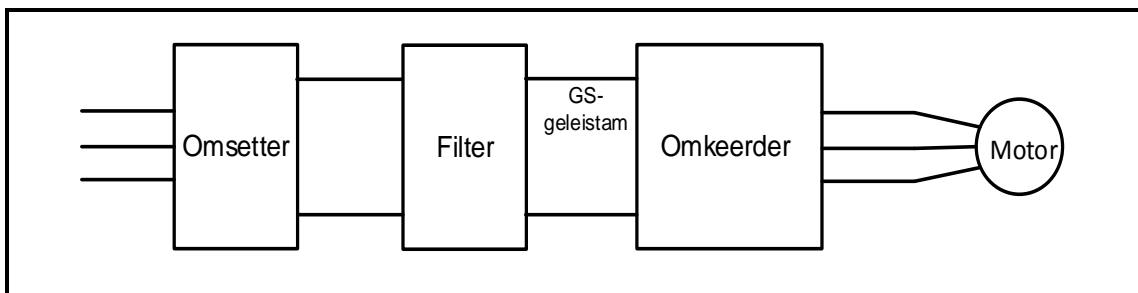 Omsetter
Filter
GS-
geleistam
Omkeerder
Motor